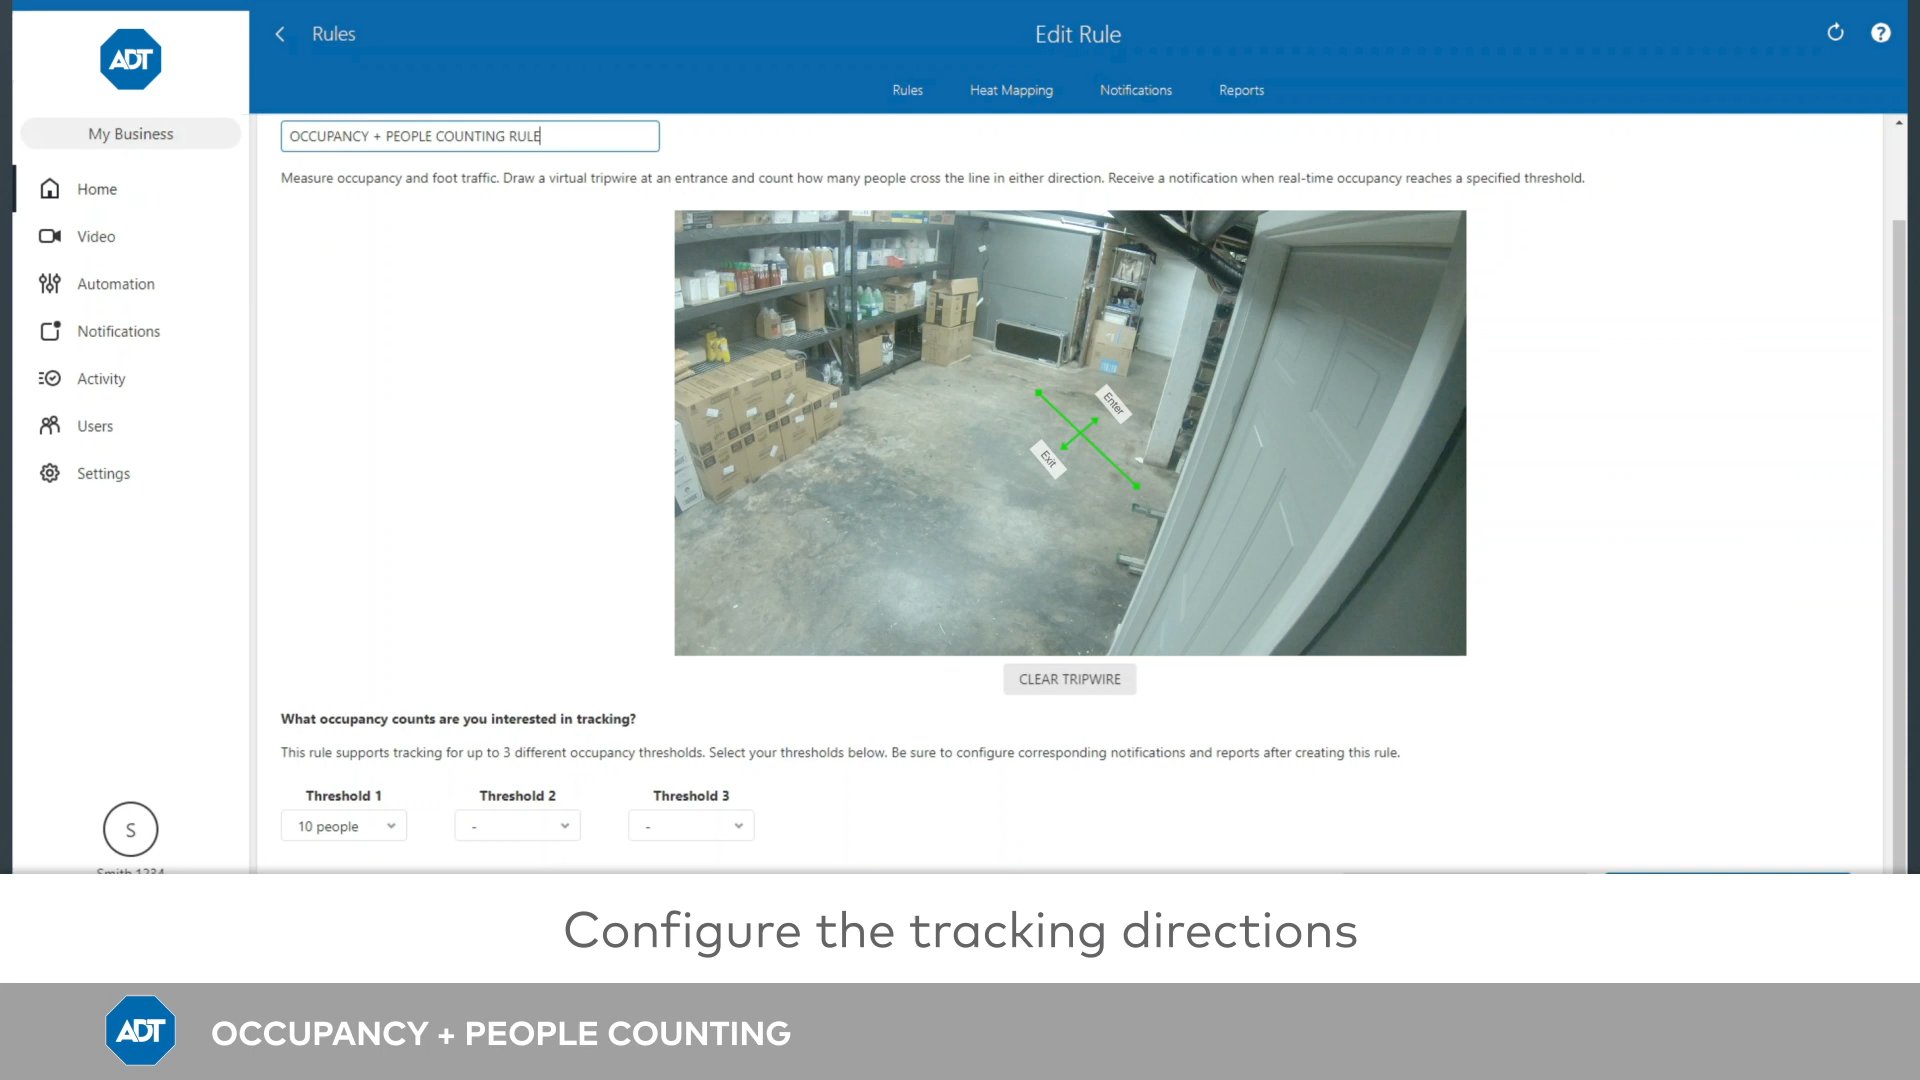 ADT
Rules
Edit Rule
?
My Business
Rules
Heat Mapping
Notifications
Reports
OCCUPANCY + PEOPLE COUNTING RULE
Measure occupancy and foot traffic. Draw a virtual tripwire at an entrance and count how many people cross the line in either direction. Receive a notification when real-time occupancy reaches a specified threshold.
Home
Video
Automation
Notifications
Activity
Users
Settings
Enter
Exit
CLEAR TRIPWIRE
What occupancy counts are you interested in tracking?
This rule supports tracking for up to 3 different occupancy thresholds. Select your thresholds below. Be sure to configure corresponding notifications and reports after creating this rule.
Threshold 1
Threshold 2
Threshold 3
10 people
-
-
S
Smith 1234
Configure the tracking directions
ADT
OCCUPANCY + PEOPLE COUNTING